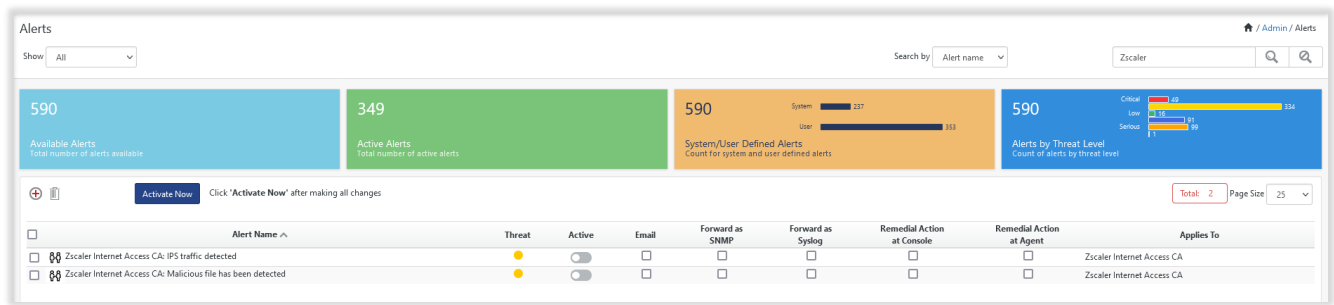 Alerts
/ Admin / Alerts
Show All
Search by Alert name
Zscaler
590
Available Alerts
Total number of alerts available
349
Active Alerts
Total number of active alerts
590
System 237
User 353
System/User Defined Alerts
Count for system and user defined alerts
590
Critical 49
334
Low 16
91
Serious 99
1
Alerts by Threat Level
Count of alerts by threat level
Activate Now Click 'Activate Now' after making all changes
Total: 2 Page Size 25
Alert Name Threat Active Email Forward as SNMP Forward as Syslog Remedial Action at Console Remedial Action at Agent Applies To
Zscaler Internet Access CA: IPS traffic detected Zscaler Internet Access CA
Zscaler Internet Access CA: Malicious file has been detected Zscaler Internet Access CA